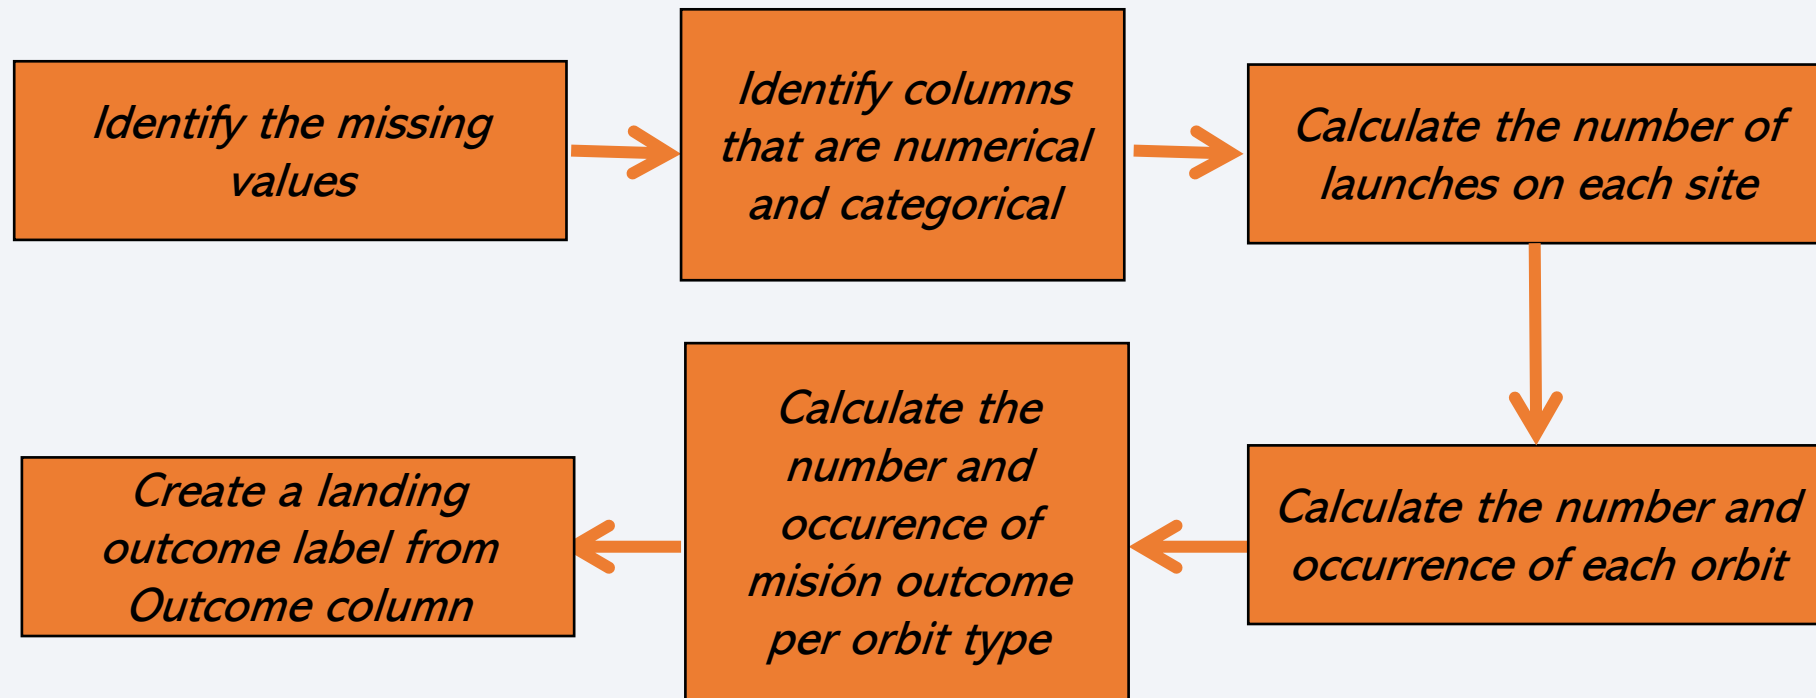 Identify the missing
values
Identify columns
that are numerical
and categorical
Calculate the number of
launches on each site
Calculate the number and
occurrence of each orbit
Calculate the
number and
occurence of
misión outcome
per orbit type
Create a landing
outcome label from
Outcome column